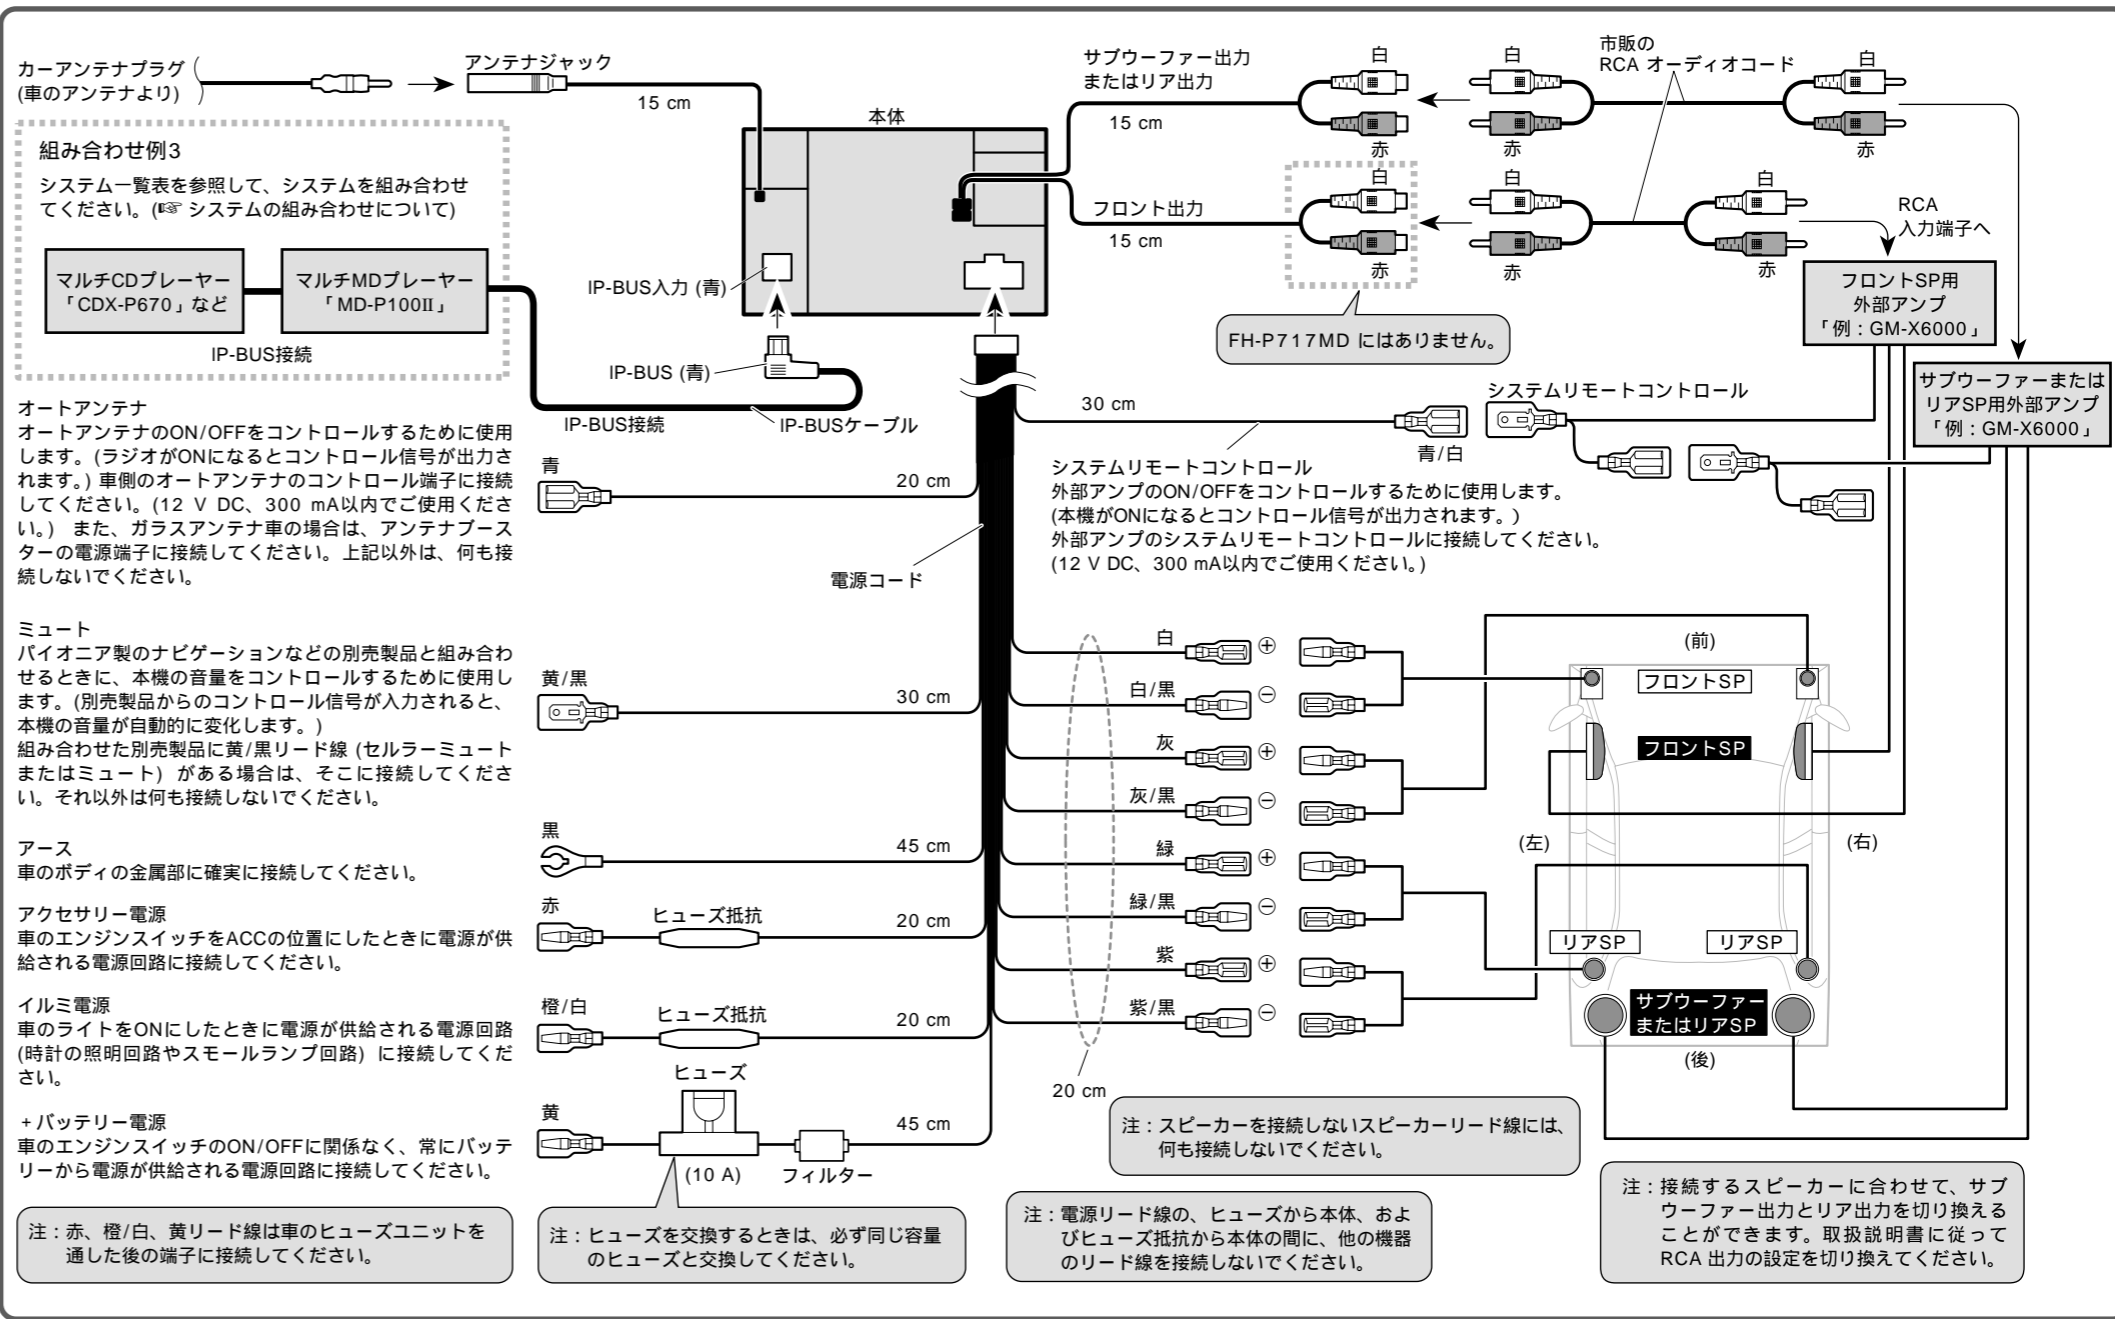 カーアンテナプラグ
(車のアンテナより)
アンテナジャック
15 cm
本体
サブウーファー出力
またはリア出力
15 cm
白
赤
白
赤
市販の
RCA オーディオコード
白
赤
フロント出力
15 cm
白
赤
白
赤
白
赤
RCA
入力端子へ
FH-P717MD にはありません。
フロントSP用
外部アンプ
「例：GM-X6000」
サブウーファーまたは
リアSP用外部アンプ
「例：GM-X6000」
組み合わせ例3
システム一覧表を参照して、システムを組み合わせ
てください。(☞ システムの組み合わせについて)
マルチCDプレーヤー
「CDX-P670」など
マルチMDプレーヤー
「MD-P100II」
IP-BUS接続
IP-BUS入力 (青)
IP-BUS (青)
IP-BUS接続
IP-BUSケーブル
オートアンテナ
オートアンテナのON/OFFをコントロールするために使用
します。(ラジオがONになるとコントロール信号が出力さ
れます。) 車側のオートアンテナのコントロール端子に接続
してください。(12 V DC、300 mA以内でご使用くださ
い。) また、ガラスアンテナ車の場合は、アンテナブース
ターの電源端子に接続してください。上記以外は、何も接
続しないでください。
青
20 cm
電源コード
30 cm
青/白
システムリモートコントロール
システムリモートコントロール
外部アンプのON/OFFをコントロールするために使用します。
(本機がONになるとコントロール信号が出力されます。)
外部アンプのシステムリモートコントロールに接続してください。
(12 V DC、300 mA以内でご使用ください。)
ミュート
パイオニア製のナビゲーションなどの別売製品と組み合わ
せるときに、本機の音量をコントロールするために使用し
ます。(別売製品からのコントロール信号が入力されると、
本機の音量が自動的に変化します。)
組み合わせた別売製品に黄/黒リード線 (セルラーミュート
またはミュート) がある場合は、そこに接続してくださ
い。それ以外は何も接続しないでください。
黄/黒
30 cm
アース
車のボディの金属部に確実に接続してください。
黒
45 cm
アクセサリー電源
車のエンジンスイッチをACCの位置にしたときに電源が供
給される電源回路に接続してください。
赤
ヒューズ抵抗
20 cm
イルミ電源
車のライトをONにしたときに電源が供給される電源回路
(時計の照明回路やスモールランプ回路) に接続してくだ
さい。
橙/白
ヒューズ抵抗
20 cm
+バッテリー電源
車のエンジンスイッチのON/OFFに関係なく、常にバッテ
リーから電源が供給される電源回路に接続してください。
黄
ヒューズ
(10 A)
フィルター
45 cm
白
⊕
白/黒
⊖
灰
⊕
灰/黒
⊖
緑
⊕
緑/黒
⊖
紫
⊕
紫/黒
⊖
20 cm
(前)
フロントSP
フロントSP
(左)
(右)
リアSP
リアSP
サブウーファー
またはリアSP
(後)
注：赤、橙/白、黄リード線は車のヒューズユニットを
通した後の端子に接続してください。
注：ヒューズを交換するときは、必ず同じ容量
のヒューズと交換してください。
注：電源リード線の、ヒューズから本体、およ
びヒューズ抵抗から本体の間に、他の機器
のリード線を接続しないでください。
注：スピーカーを接続しないスピーカーリード線には、
何も接続しないでください。
注：接続するスピーカーに合わせて、サブ
ウーファー出力とリア出力を切り換える
ことができます。取扱説明書に従って
RCA 出力の設定を切り換えてください。